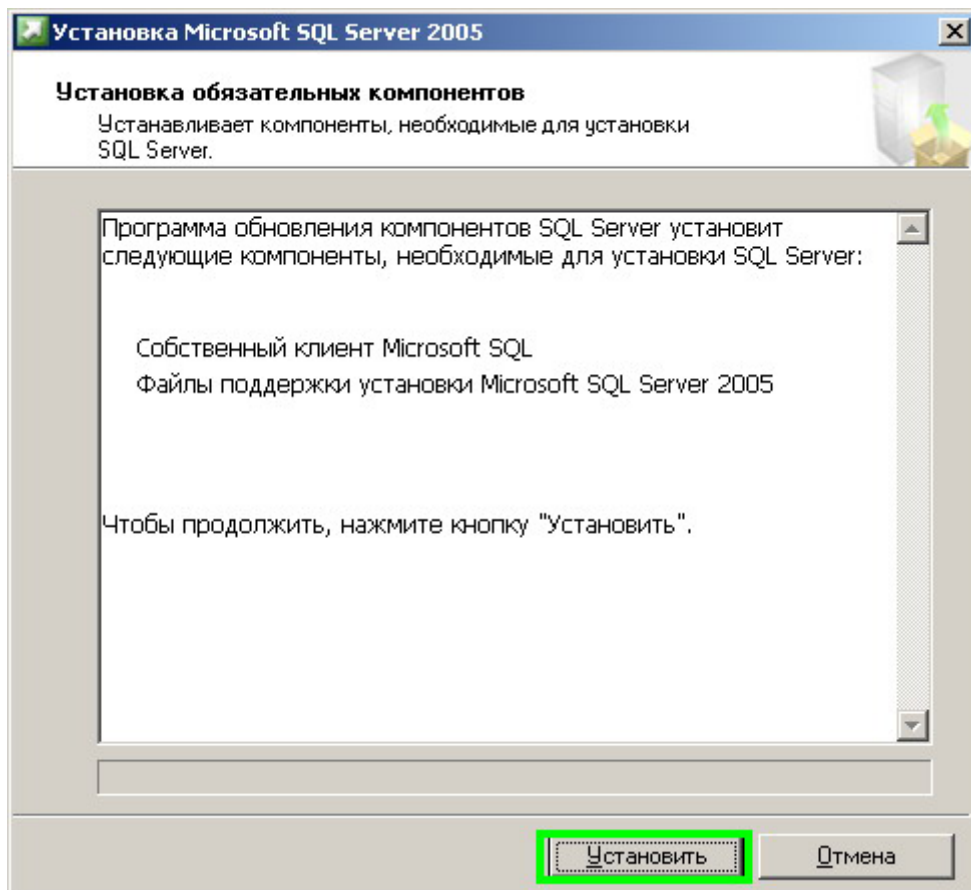 Установка Microsoft SQL Server 2005
Установка обязательных компонентов
Устанавливает компоненты, необходимые для установки
SQL Server.
Программа обновления компонентов SQL Server установит
следующие компоненты, необходимые для установки SQL Server:
Собственный клиент Microsoft SQL
Файлы поддержки установки Microsoft SQL Server 2005
Чтобы продолжить, нажмите кнопку "Установить".
Установить
Отмена